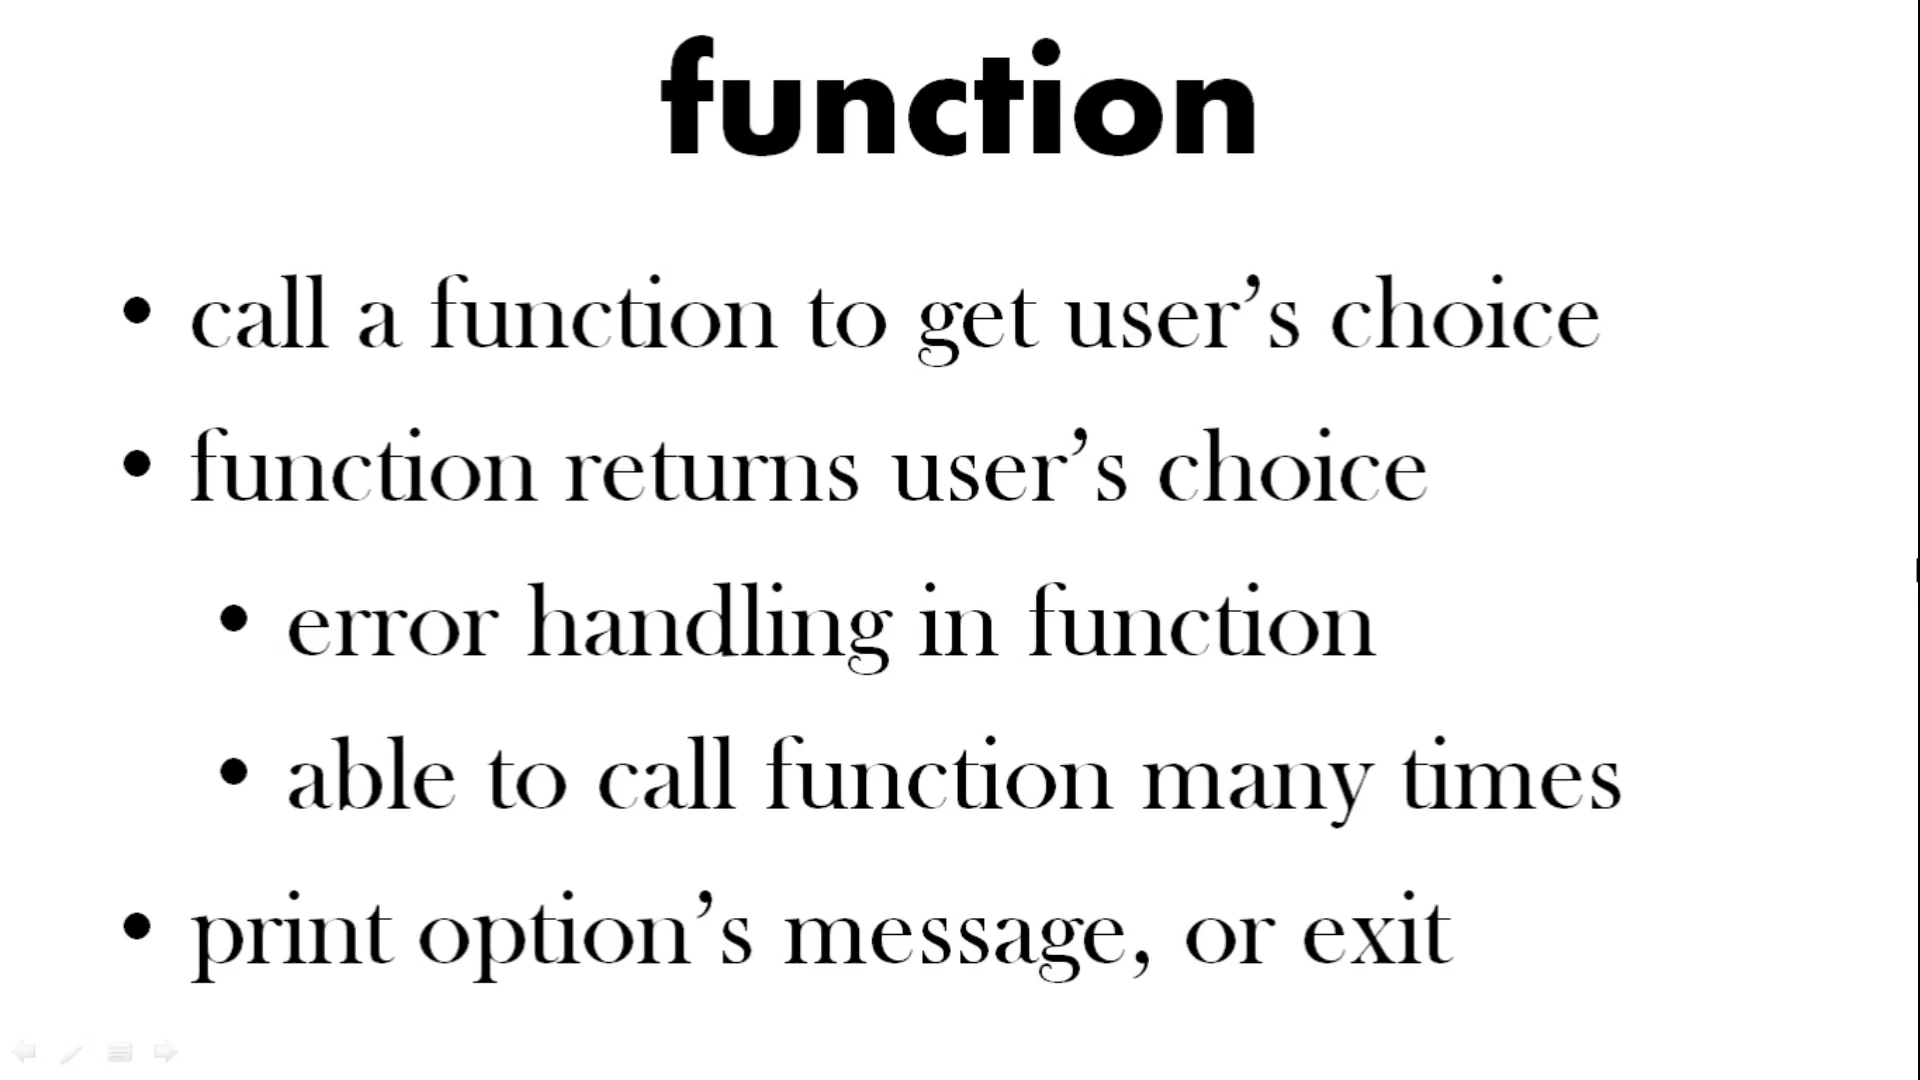 function
• call a function to get user’s choice
• function returns user’s choice
• error handling in function
• able to call function many times
• print option’s message, or exit